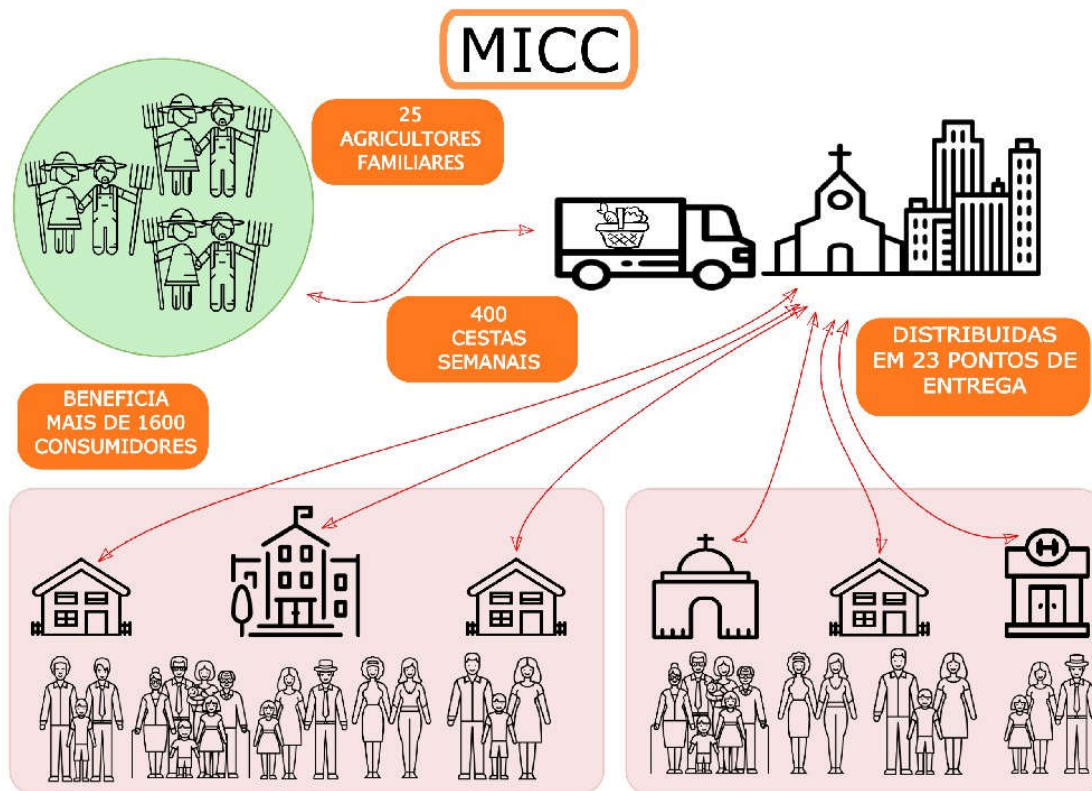 MICC
25
AGRICULTORES
FAMILIARES
400
CESTAS
SEMANAIS
DISTRIBUIDAS
EM 23 PONTOS DE
ENTREGA
BENEFICIA
MAIS DE 1600
CONSUMIDORES